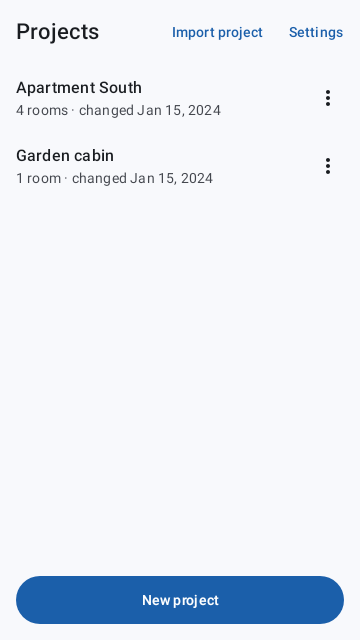 Projects
Import project
Settings
Apartment South
4 rooms · changed Jan 15, 2024
Garden cabin
1 room · changed Jan 15, 2024
New project